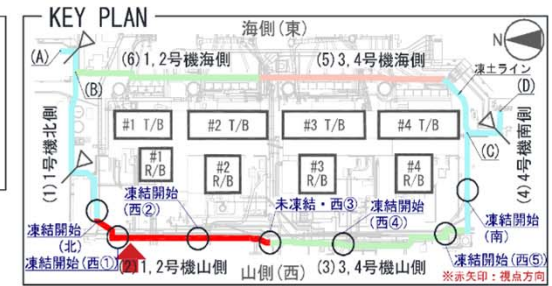 KEY PLAN
海側(東)
N
(A)
(6)1,2号機海側
(5)3,4号機海側
凍土ライン
(B)
(D)
(1)1号機北側
#1 T/B
#2 T/B
#3 T/B
#4 T/B
(C)
(4)4号機南側
#1
R/B
#2
R/B
#3
R/B
#4
R/B
凍結開始
(西②)
未凍結・西③
凍結開始
(西④)
凍結開始
(北)
凍結開始
(南)
凍結開始(西①)
(2)1,2号機山側
山側(西)
(3)3,4号機山側
凍結開始(西⑤)
※赤矢印:視点方向